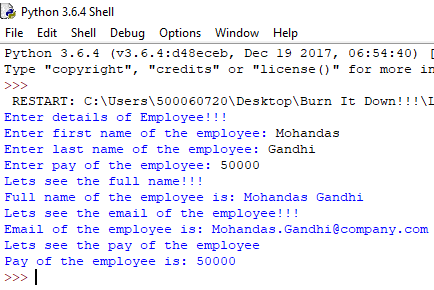 Python 3.6.4 Shell
File Edit Shell Debug Options Window Help
Python 3.6.4 (v3.6.4:d48eceb, Dec 19 2017, 06:54:40) [
Type "copyright", "credits" or "license()" for more in
>>>
RESTART: C:\Users\500060720\Desktop\Burn It Down!!!\
Enter details of Employee!!!
Enter first name of the employee: Mohandas
Enter last name of the employee: Gandhi
Enter pay of the employee: 50000
Lets see the full name!!!
Full name of the employee is: Mohandas Gandhi
Lets see the email of the employee!!!
Email of the employee is: Mohandas.Gandhi@company.com
Lets see the pay of the employee
Pay of the employee is: 50000
>>>